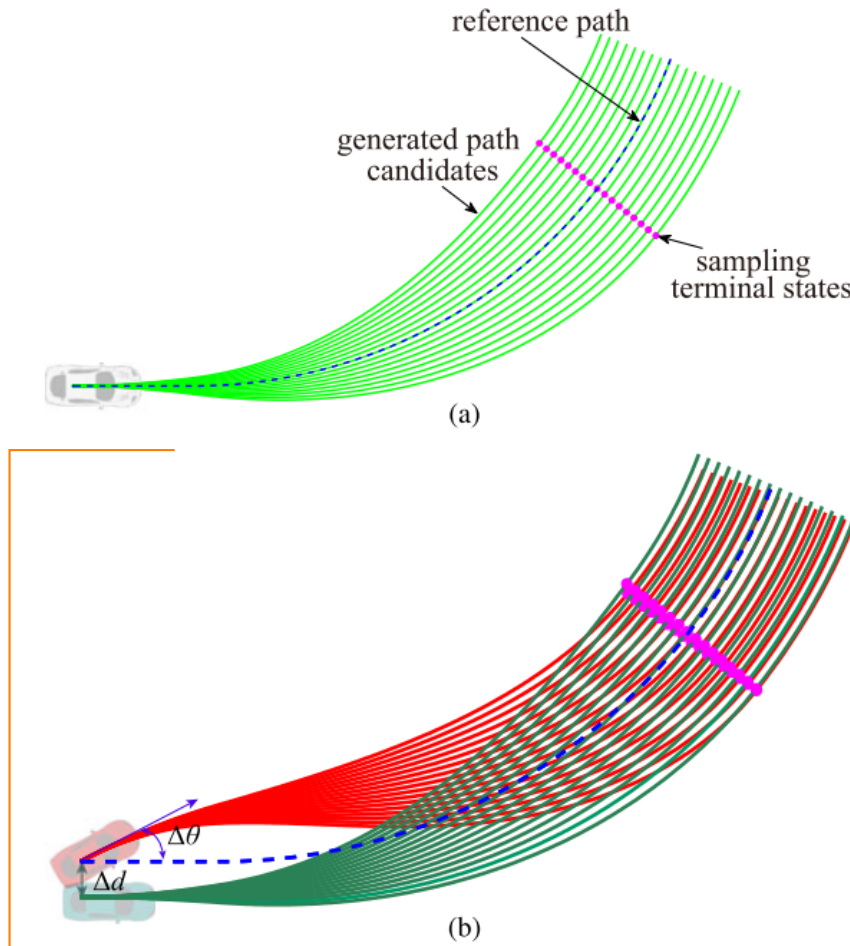 reference path
generated path
candidates
sampling
terminal states
(a)
Δθ
Δd
(b)